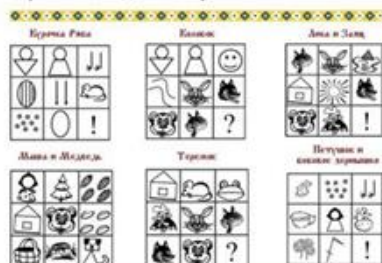 Курочка Ряба
Колобок
Лиса и Заяц
!
?
!
Маша и Медведь
Теремок
Петушок и
бобовое зернышко
?
!